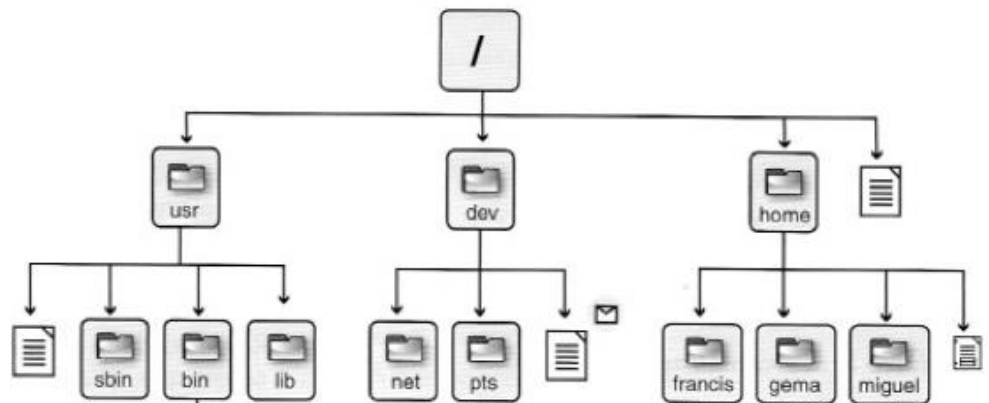 /
usr
dev
home
sbin
bin
lib
net
pts
francis
gema
miguel